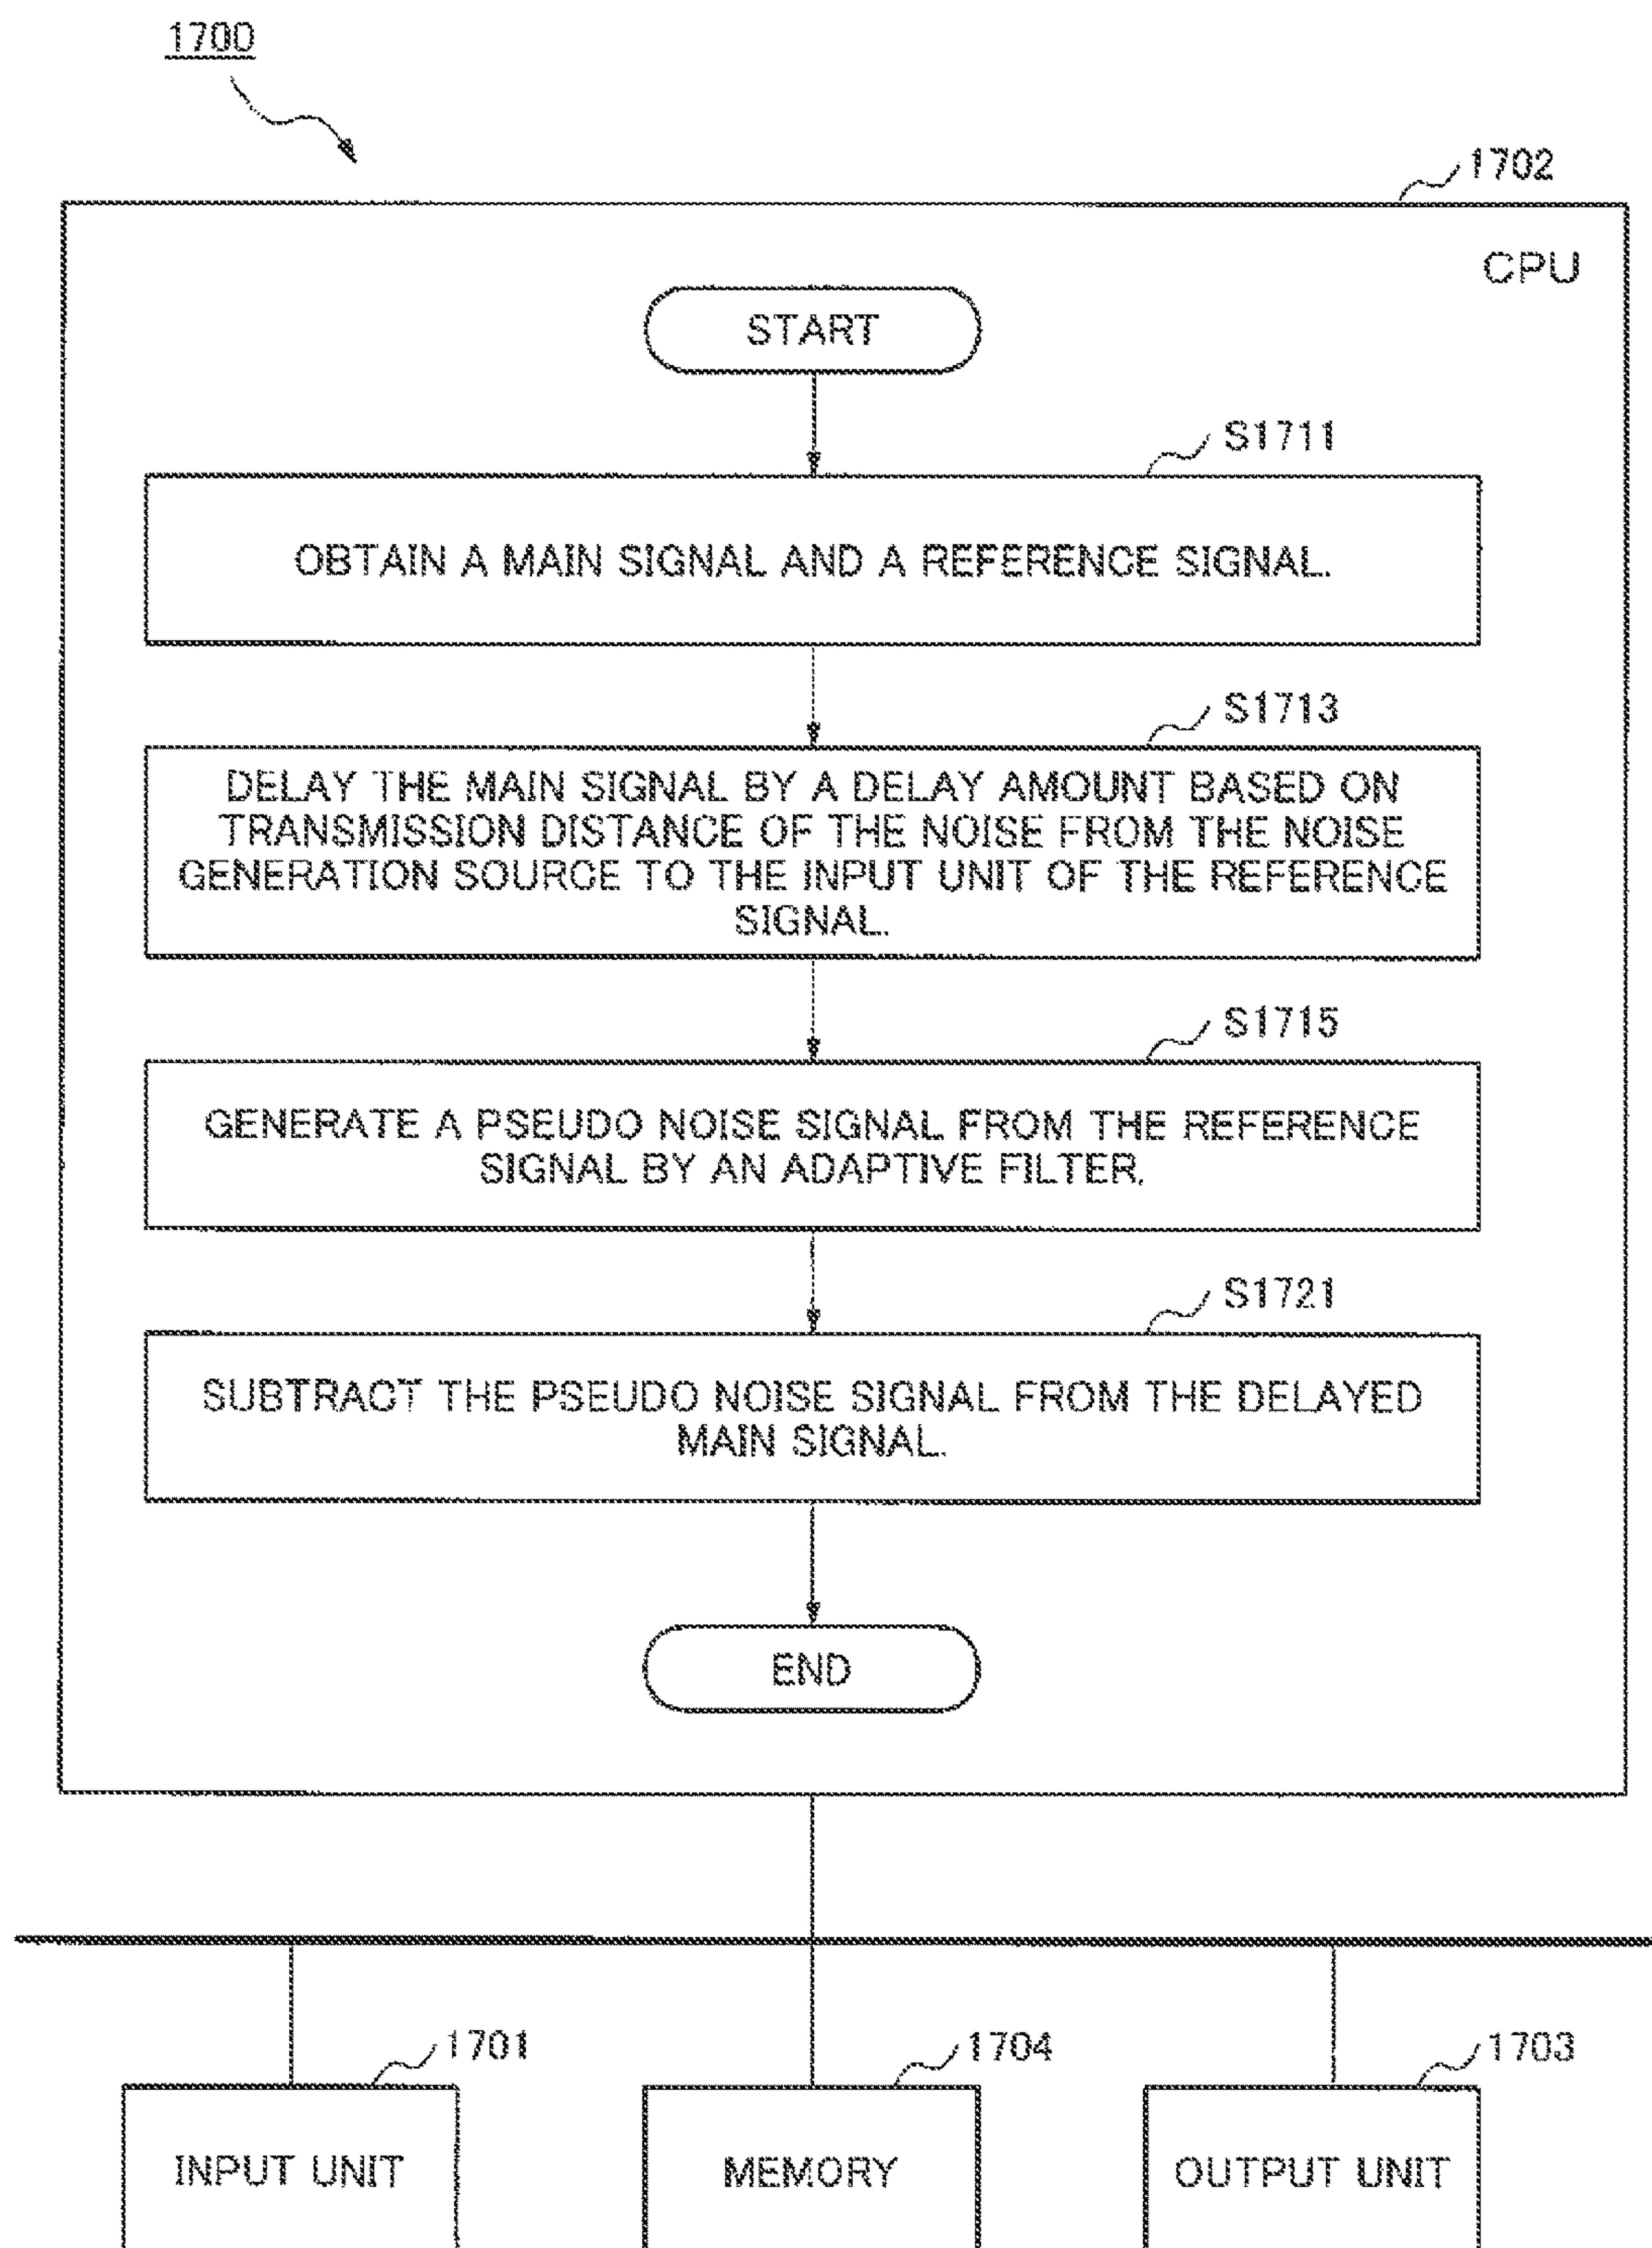 1700
1702
CPU
START
S1711
OBTAIN A MAIN SIGNAL AND A REFERENCE SIGNAL.
S1713
DELAY THE MAIN SIGNAL BY A DELAY AMOUNT BASED ON
TRANSMISSION DISTANCE OF THE NOISE FROM THE NOISE
GENERATION SOURCE TO THE INPUT UNIT OF THE REFERENCE
SIGNAL.
S1715
GENERATE A PSEUDO NOISE SIGNAL FROM THE REFERENCE
SIGNAL BY AN ADAPTIVE FILTER.
S1721
SUBTRACT THE PSEUDO NOISE SIGNAL FROM THE DELAYED
MAIN SIGNAL.
END
1701
1704
1703
INPUT UNIT
MEMORY
OUTPUT UNIT